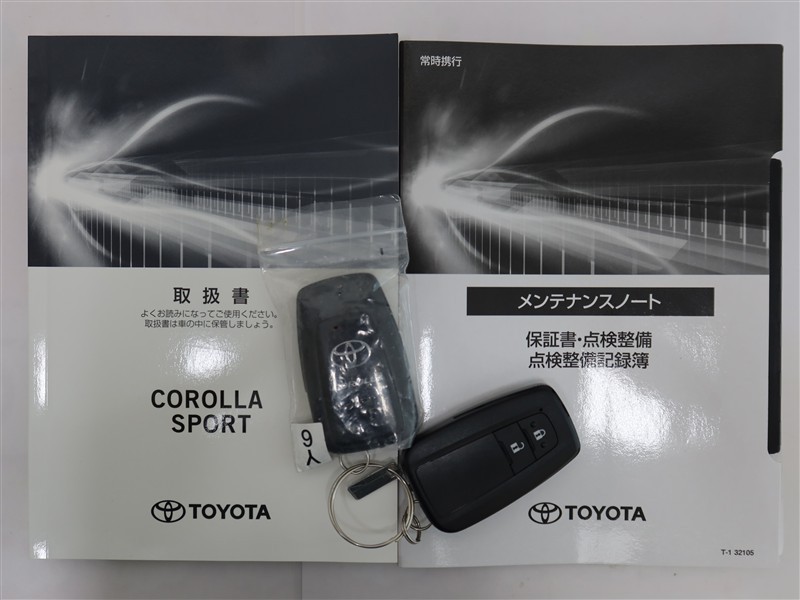 取扱書
よくお読みになってご使用ください。
取扱書は車の中に保管しましょう。
COROLLA
SPORT
TOYOTA
常時携行
メンテナンスノート
保証書・点検整備
点検整備記録簿
TOYOTA
T-1 32105
9
人